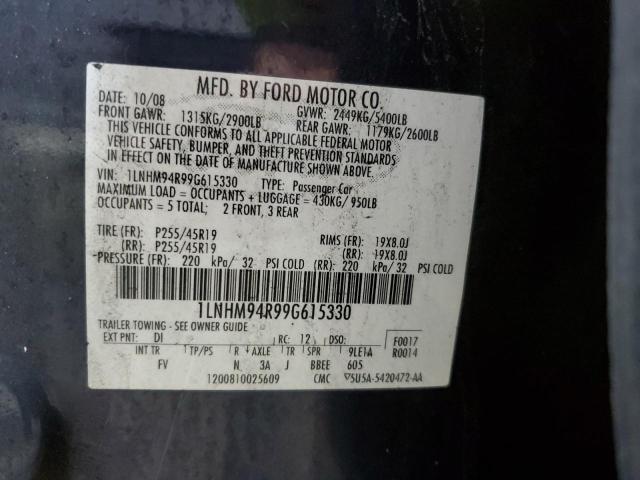 MFD. BY FORD MOTOR CO.
10/08 GVWR: 2449KG/5400LB
FRONT GAWR: 1315KG/2900LB REAR GAWR: 1179KG/2600LB
THIS VEHICLE CONFORMS TO ALL APPLICABLE FEDERAL MOTOR
VEHICLE SAFETY, BUMPER, AND THEFT PREVENTION STANDARDS
IN EFFECT ON THE DATE OF MANUFACTURE SHOWN ABOVE.
VIN: 1LNHM94R99G615330 TYPE: Passenger Car
MAXIMUM LOAD = OCCUPANTS + LUGGAGE = 430KG/ 950LB
OCCUPANTS = 5 TOTAL; 2 FRONT, 3 REAR
TIRE (FR): P255/45R19 RIMS (FR): 19X8.0J
(RR): P255/45R19 (RR): 19X8.0J
PRESSURE (FR): 220 kPa/ 32 PSI COLD (RR): 220 kPa/ 32 PSI COLD
1LNHM94R99G615330
TRAILER TOWING - SEE OWNER GUIDE
EXT PNT: DI RC: 12 DSO: F0017
INT TR TP/PS R AXLE TR SPR 9LE1A R0014
FV N 3A J BBEE 605
1200810025609 CMC ▽5U5A-5420472-AA